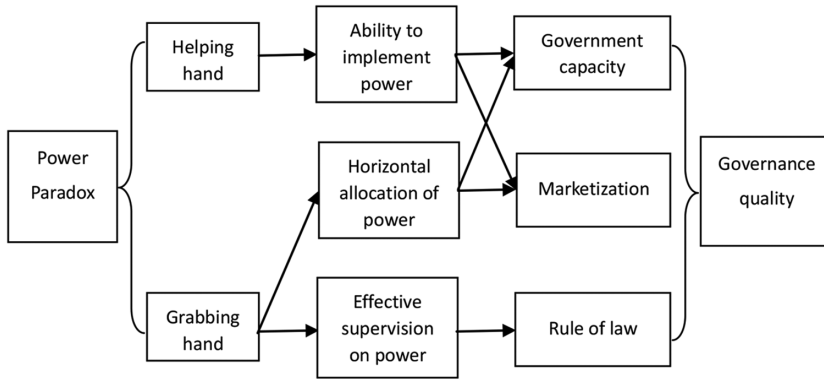 Power
Paradox
Helping
hand
Grabbing
hand
Ability to
implement
power
Horizontal
allocation of
power
Effective
supervision
on power
Government
capacity
Marketization
Rule of law
Governance
quality